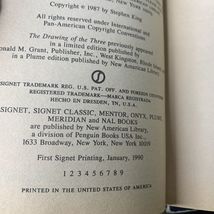 © 1987 by Stephen King
All rights reserved under International and
Pan-American Copyright Conventions
The Drawing of the Three previously appeared
in a limited edition published by
onald M. Grant, Publisher, Inc., West Kingston, Rhode
in a Plume edition published by New American Library.
SIGNET TRADEMARK REG. U.S. PAT. OFF. AND FOREIGN COUNTRIES
REGISTERED TRADEMARK—MARCA REGISTRADA
HECHO EN DRESDEN, TN, U.S.A.
SIGNET, SIGNET CLASSIC, MENTOR, ONYX, PLUME,
MERIDIAN and NAL BOOKS
are published by New American Library,
a division of Penguin Books USA Inc.,
1633 Broadway, New York, New York 10019
First Signet Printing, January, 1990
1 2 3 4 5 6 7 8 9
PRINTED IN THE UNITED STATES OF AMERICA